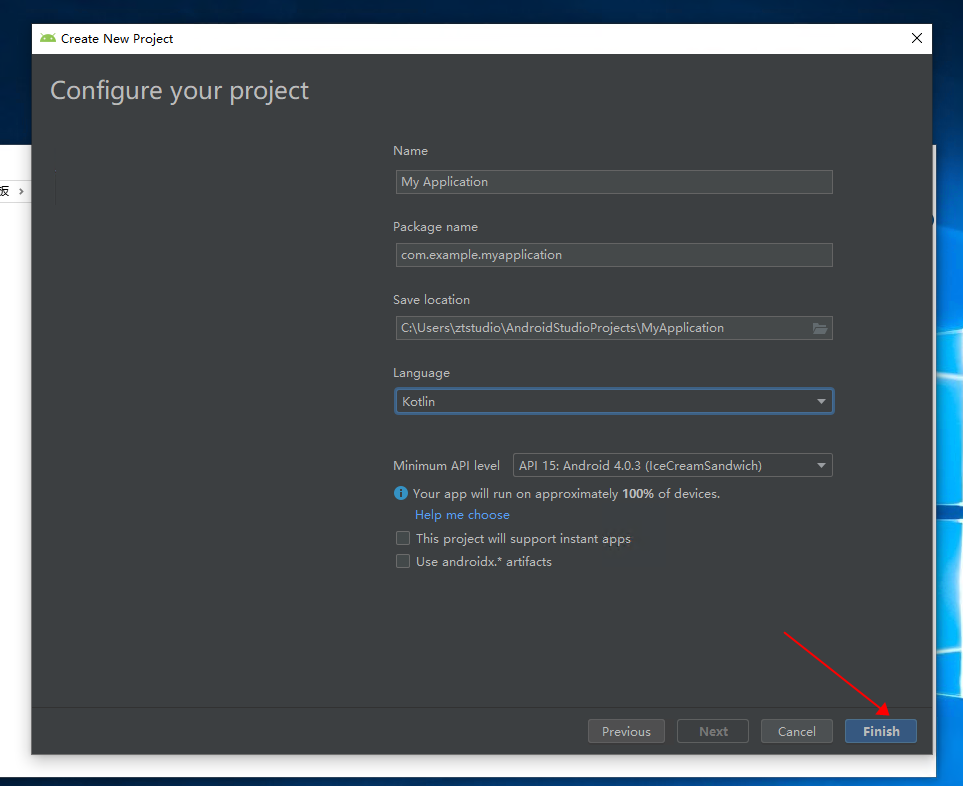 Create New Project
Configure your project
Name
My Application
板 ›
Package name
com.example.myapplication
Save location
C:\Users\ztstudio\AndroidStudioProjects\MyApplication
Language
Kotlin
Minimum API level API 15: Android 4.0.3 (IceCreamSandwich)
Your app will run on approximately 100% of devices.
Help me choose
This project will support instant apps
Use androidx.* artifacts
Previous Next Cancel Finish